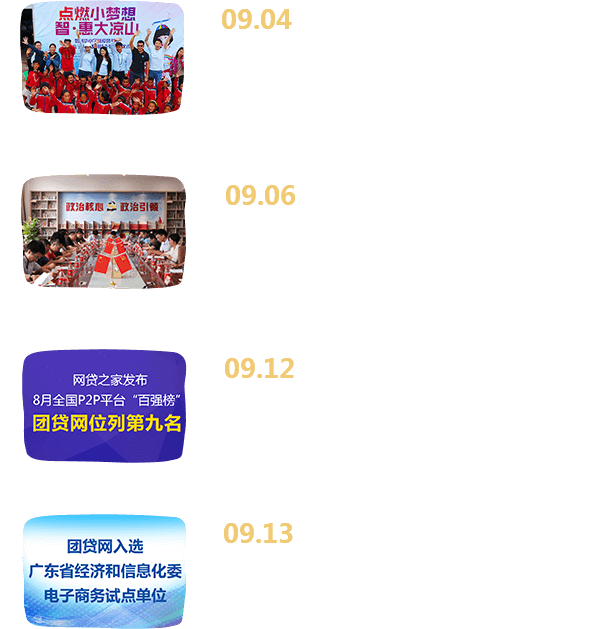 点燃小梦想
智·惠大凉山
09.04
政治核心 政治引领
09.06
网贷之家发布
8月全国P2P平台“百强榜”
团贷网位列第九名
09.12
团贷网入选
广东省经济和信息化委
电子商务试点单位
09.13